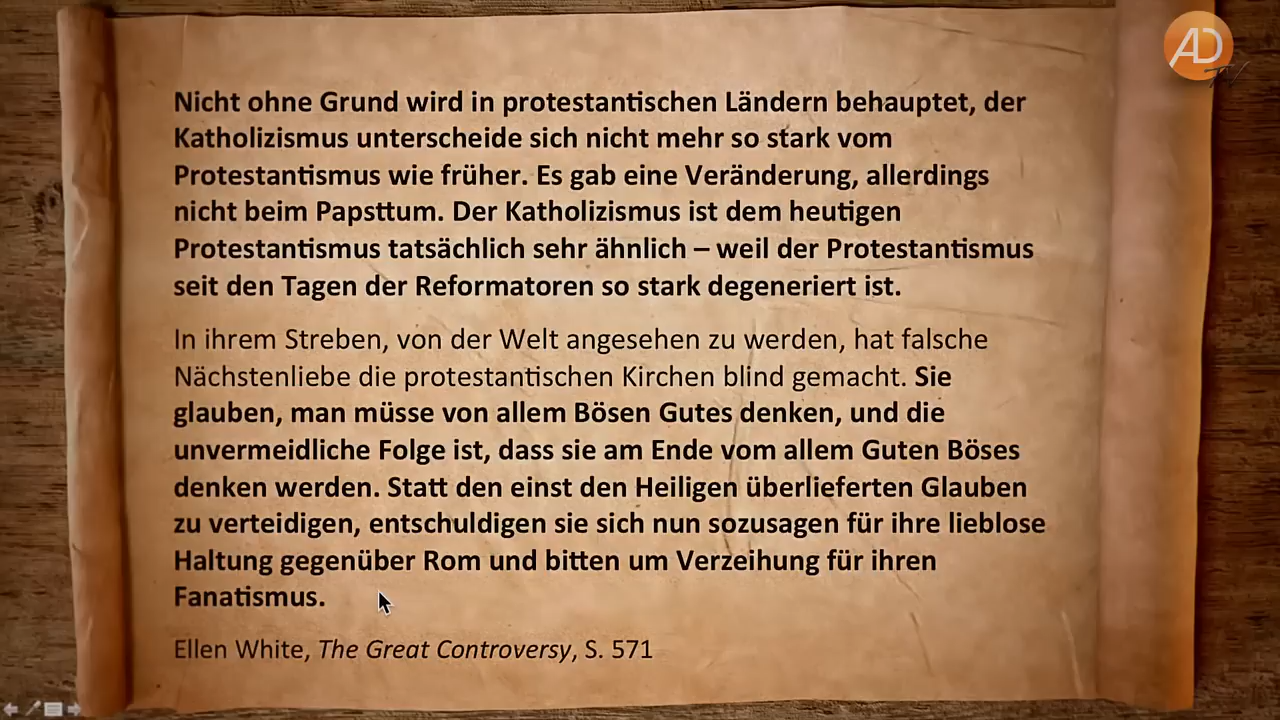 AD
TV
Nicht ohne Grund wird in protestantischen Ländern behauptet, der
Katholizismus unterscheide sich nicht mehr so stark vom
Protestantismus wie früher. Es gab eine Veränderung, allerdings
nicht beim Papsttum. Der Katholizismus ist dem heutigen
Protestantismus tatsächlich sehr ähnlich – weil der Protestantismus
seit den Tagen der Reformatoren so stark degeneriert ist.
In ihrem Streben, von der Welt angesehen zu werden, hat falsche
Nächstenliebe die protestantischen Kirchen blind gemacht. Sie
glauben, man müsse von allem Bösen Gutes denken, und die
unvermeidliche Folge ist, dass sie am Ende vom allem Guten Böses
denken werden. Statt den einst den Heiligen überlieferten Glauben
zu verteidigen, entschuldigen sie sich nun sozusagen für ihre lieblose
Haltung gegenüber Rom und bitten um Verzeihung für ihren
Fanatismus.
Ellen White, The Great Controversy, S. 571